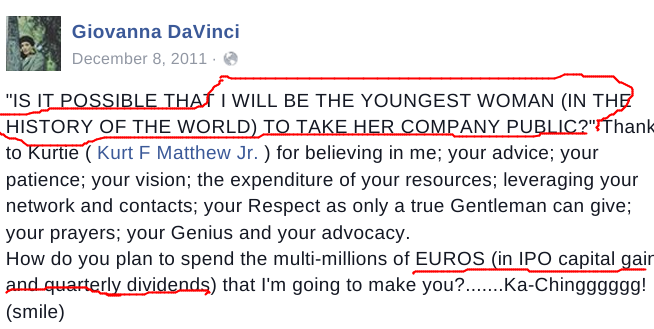 Giovanna DaVinci
December 8, 2011 ·
"IS IT POSSIBLE THAT I WILL BE THE YOUNGEST WOMAN (IN THE
HISTORY OF THE WORLD) TO TAKE HER COMPANY PUBLIC?" Thank
to Kurtie ( Kurt F Matthew Jr. ) for believing in me; your advice; your
patience; your vision; the expenditure of your resources; leveraging your
network and contacts; your Respect as only a true Gentleman can give;
your prayers; your Genius and your advocacy.
How do you plan to spend the multi-millions of EUROS (in IPO capital gain
and quarterly dividends) that I'm going to make you?.......Ka-Chingggggg!
(smile)